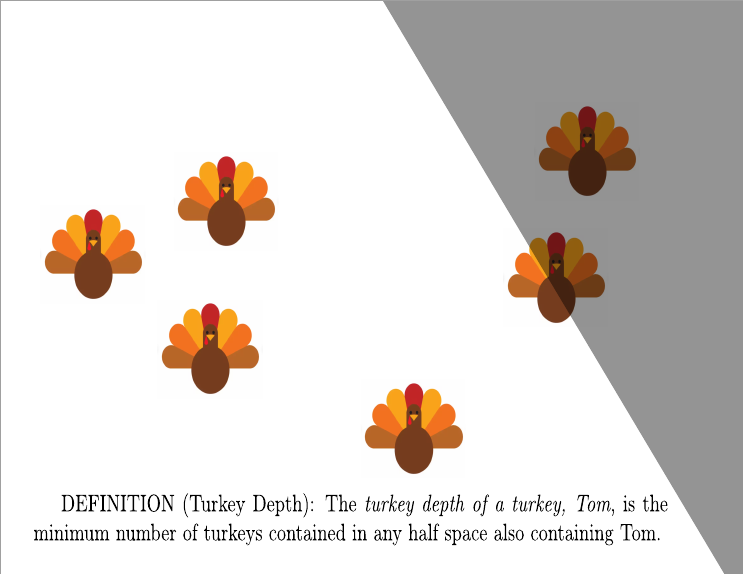 DEFINITION (Turkey Depth): The turkey depth of a turkey, Tom, is the
minimum number of turkeys contained in any half space also containing Tom.